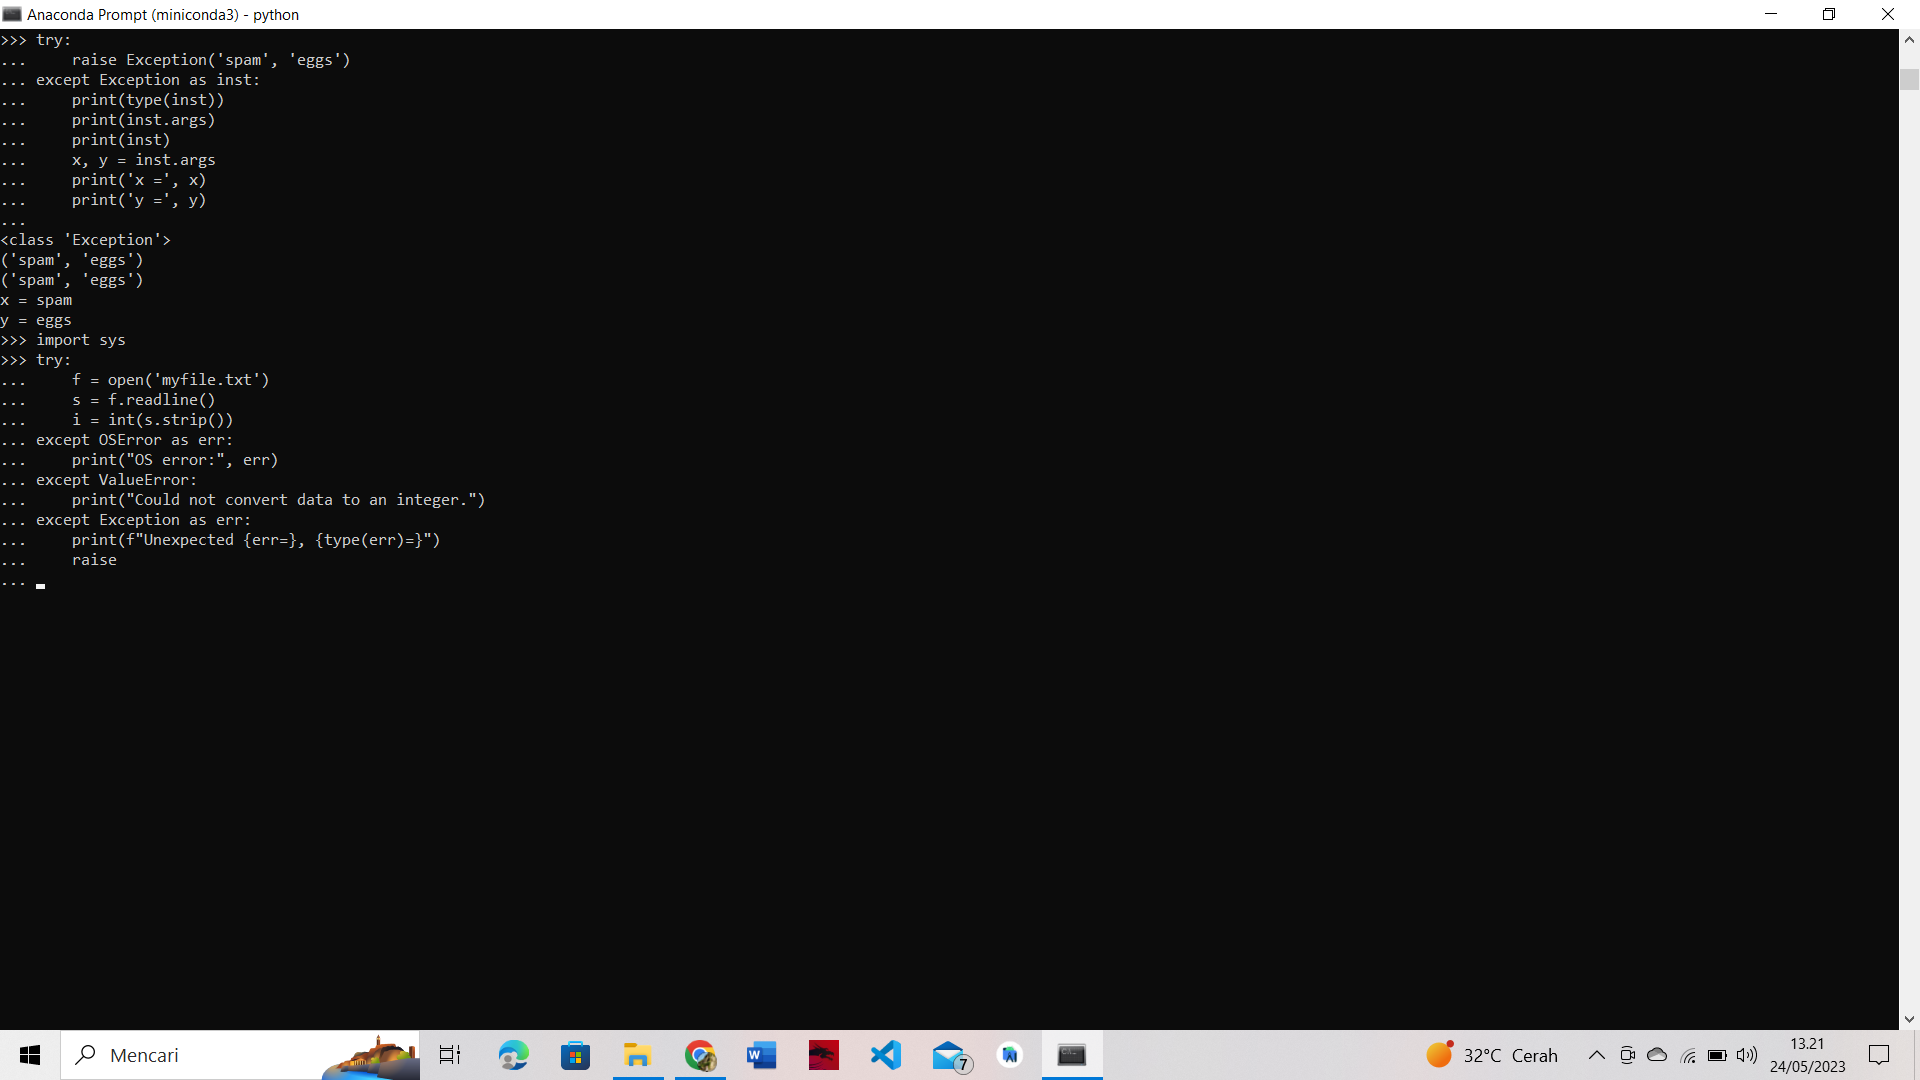 Anaconda Prompt (miniconda3) - python
>>> try:
...     raise Exception('spam', 'eggs')
... except Exception as inst:
...     print(type(inst))
...     print(inst.args)
...     print(inst)
...     x, y = inst.args
...     print('x =', x)
...     print('y =', y)
...
<class 'Exception'>
('spam', 'eggs')
('spam', 'eggs')
x = spam
y = eggs
>>> import sys
>>> try:
...     f = open('myfile.txt')
...     s = f.readline()
...     i = int(s.strip())
... except OSError as err:
...     print("OS error:", err)
... except ValueError:
...     print("Could not convert data to an integer.")
... except Exception as err:
...     print(f"Unexpected {err=}, {type(err)=}")
...     raise
...
Mencari
W
7
32°C Cerah
13.21
24/05/2023